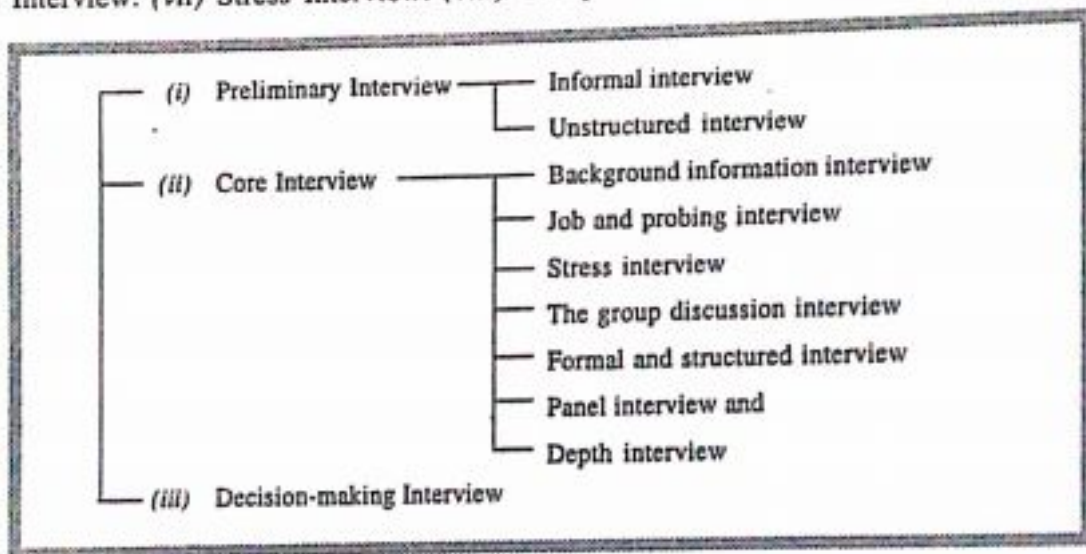 (i) Preliminary Interview
Informal interview
Unstructured interview
(ii) Core Interview
Background information interview
Job and probing interview
Stress interview
The group discussion interview
Formal and structured interview
Panel interview and
Depth interview
(iii) Decision-making Interview